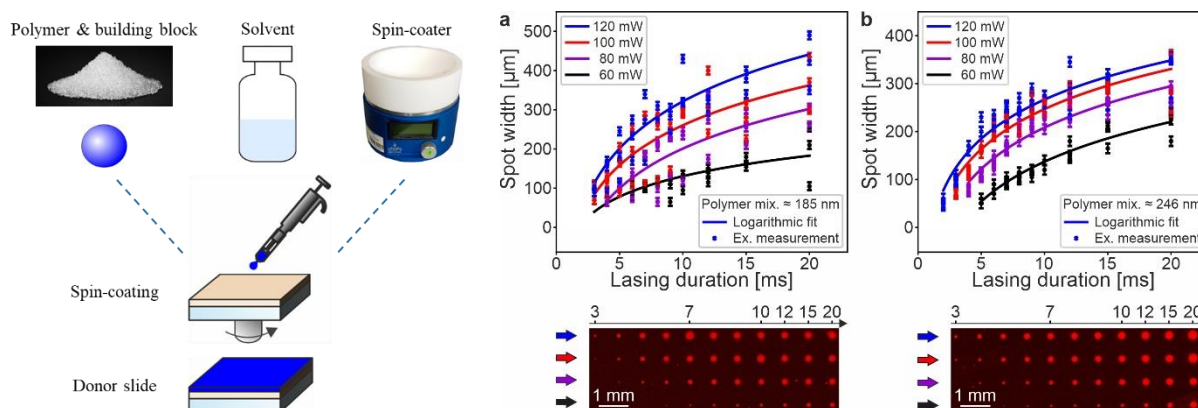 Polymer & building block
Solvent
Spin-coater
Spin-coating
Donor slide
a
Spot width [µm]
500
400
300
200
100
0
120 mW
100 mW
80 mW
60 mW
Polymer mix. ≈ 185 nm
Logarithmic fit
Ex. measurement
0 5 10 15 20
Lasing duration [ms]
3 7 10 12 15 20
1 mm
b
Spot width [µm]
500
400
300
200
100
0
120 mW
100 mW
80 mW
60 mW
Polymer mix. ≈ 246 nm
Logarithmic fit
Ex. measurement
0 5 10 15 20
Lasing duration [ms]
3 7 10 12 15 20
1 mm